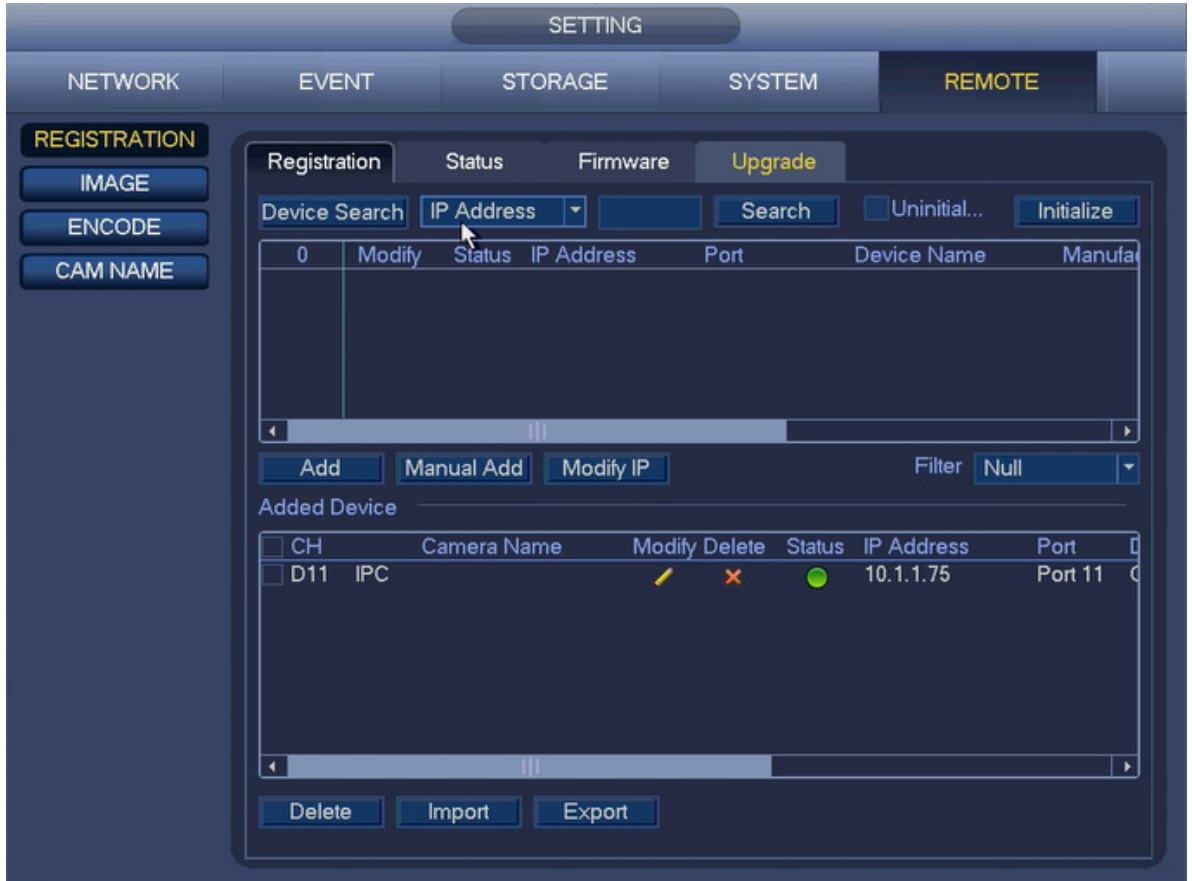 SETTING
NETWORK EVENT STORAGE SYSTEM REMOTE
REGISTRATION
IMAGE
ENCODE
CAM NAME
Registration Status Firmware Upgrade
Device Search IP Address Search Uninitial... Initialize
0 Modify Status IP Address Port Device Name Manufac
Add Manual Add Modify IP Filter Null
Added Device
CH Camera Name Modify Delete Status IP Address Port
D11 IPC 10.1.1.75 Port 11
Delete Import Export